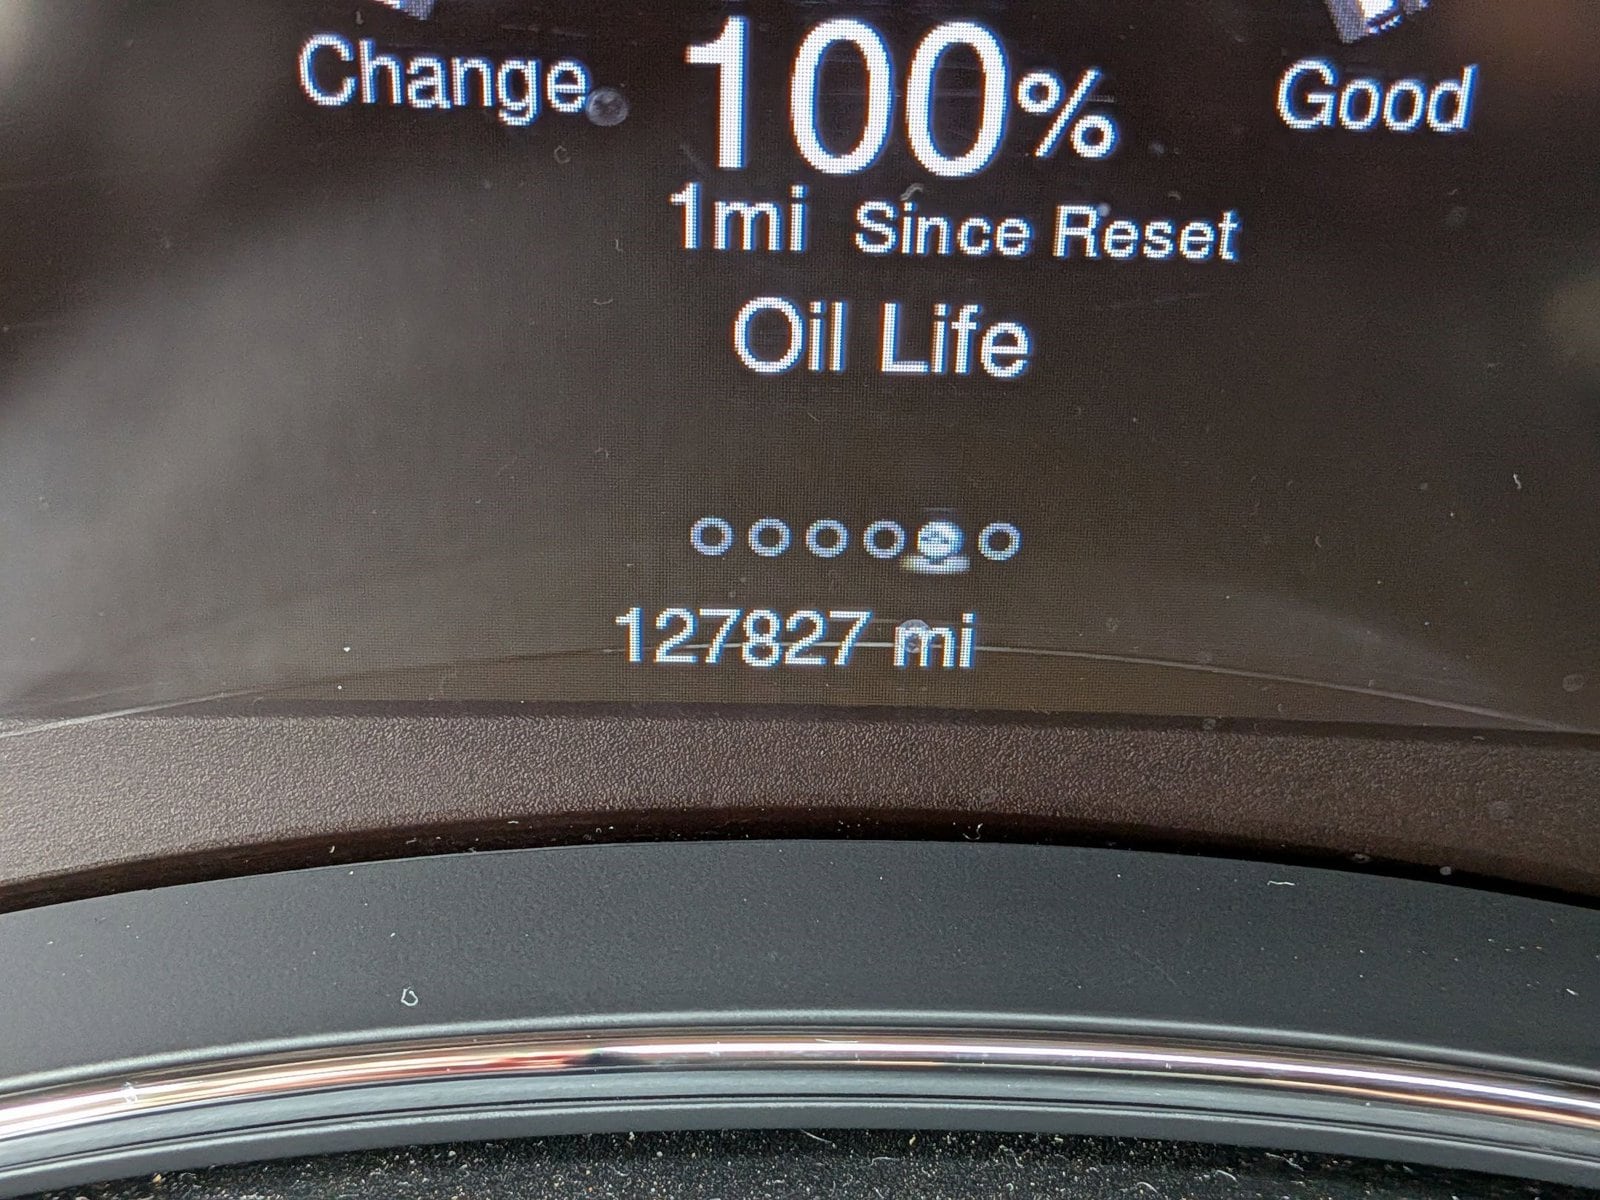 Change 100% Good
1mi Since Reset
Oil Life
127827 mi